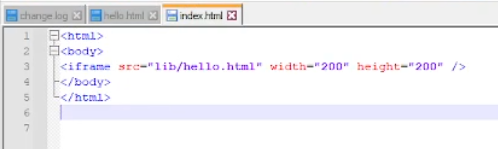 change.log hello.html index.html
1 <html>
2 <body>
3 <iframe src="lib/hello.html" width="200" height="200" />
4 </body>
5 </html>
6
7